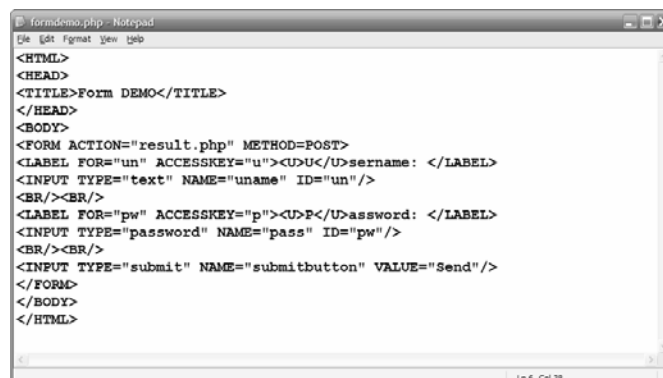 formdemo.php - Notepad
File Edit Format View Help
<HTML>
<HEAD>
<TITLE>Form DEMO</TITLE>
</HEAD>
<BODY>
<FORM ACTION="result.php" METHOD=POST>
<LABEL FOR="un" ACCESSKEY="u"><U>U</U>sername: </LABEL>
<INPUT TYPE="text" NAME="uname" ID="un"/>
<BR/><BR/>
<LABEL FOR="pw" ACCESSKEY="p"><U>P</U>assword: </LABEL>
<INPUT TYPE="password" NAME="pass" ID="pw"/>
<BR/><BR/>
<INPUT TYPE="submit" NAME="submitbutton" VALUE="Send"/>
</FORM>
</BODY>
</HTML>